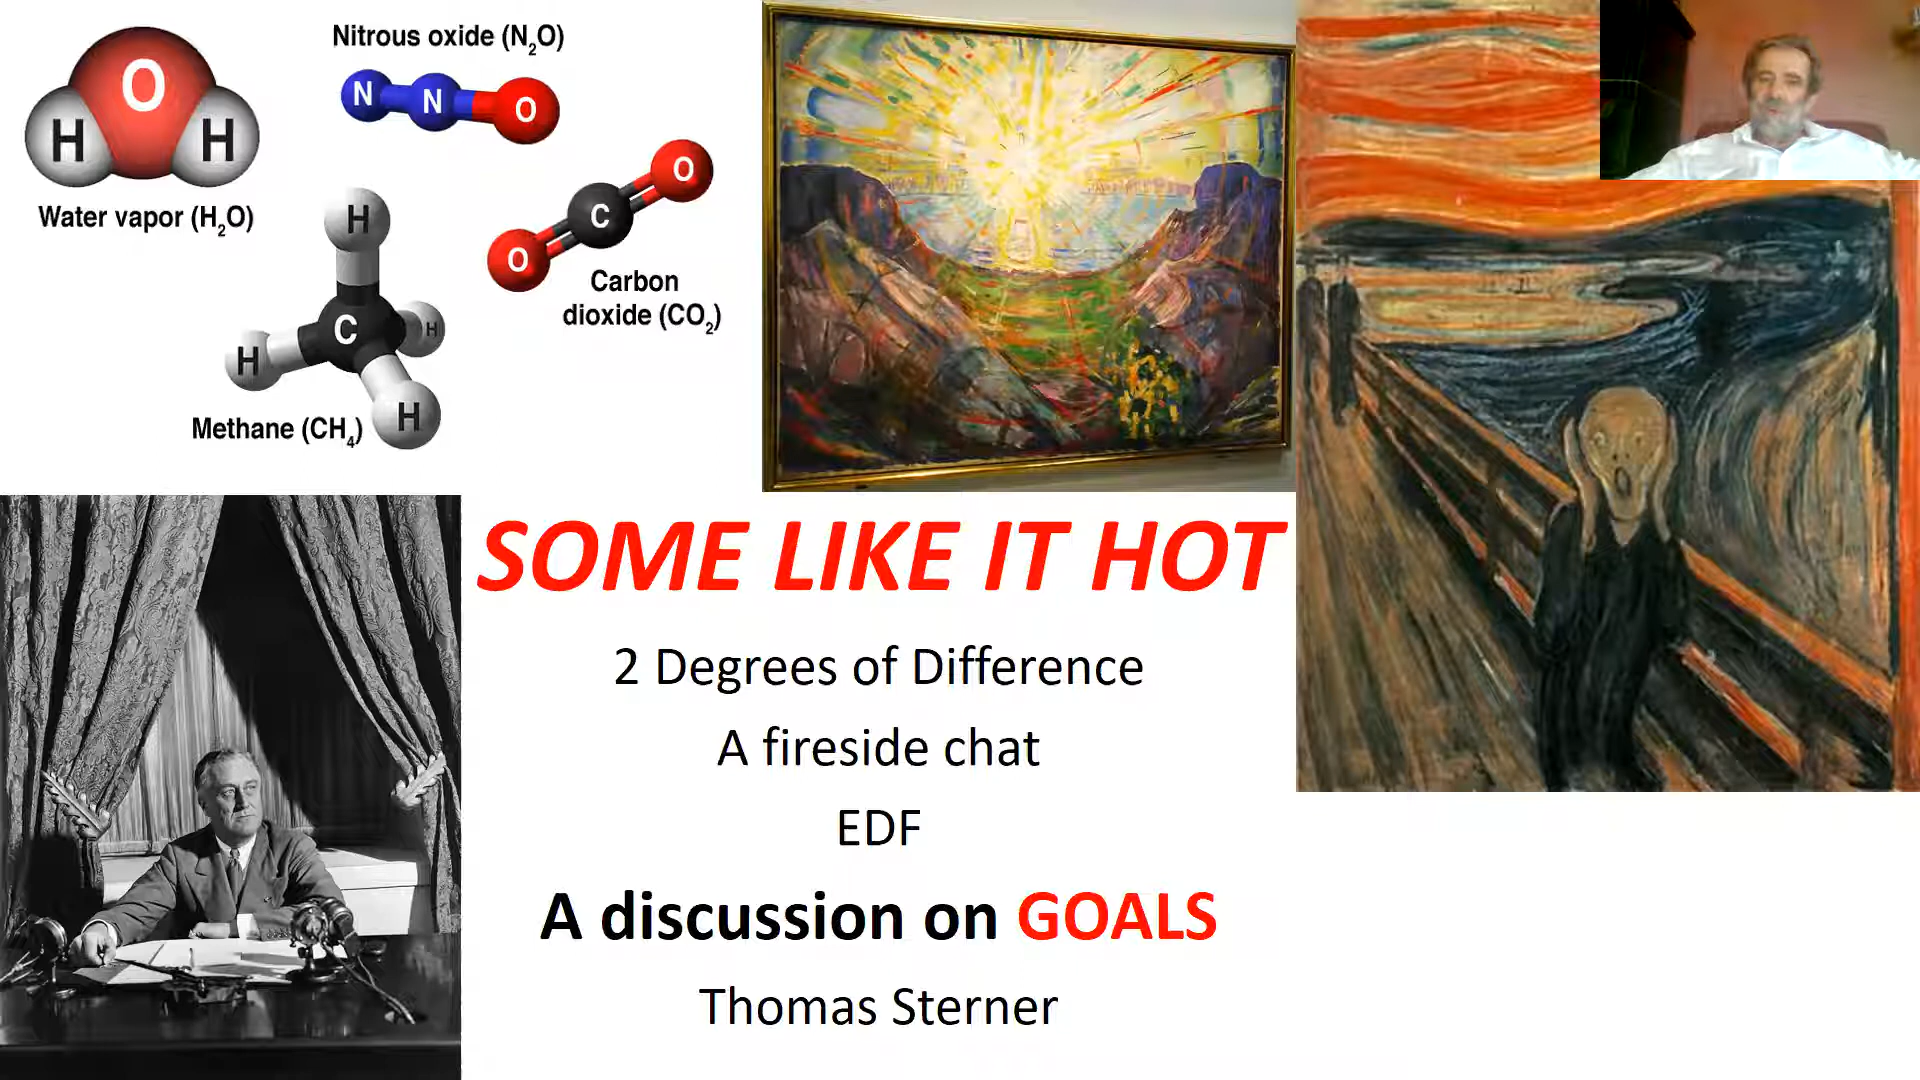 Nitrous oxide (N₂O)
N N O
O
H H
Water vapor (H₂O)
O
C
O
Carbon
dioxide (CO₂)
H
C
H
H
H
Methane (CH₄)
SOME LIKE IT HOT
2 Degrees of Difference
A fireside chat
EDF
A discussion on GOALS
Thomas Sterner